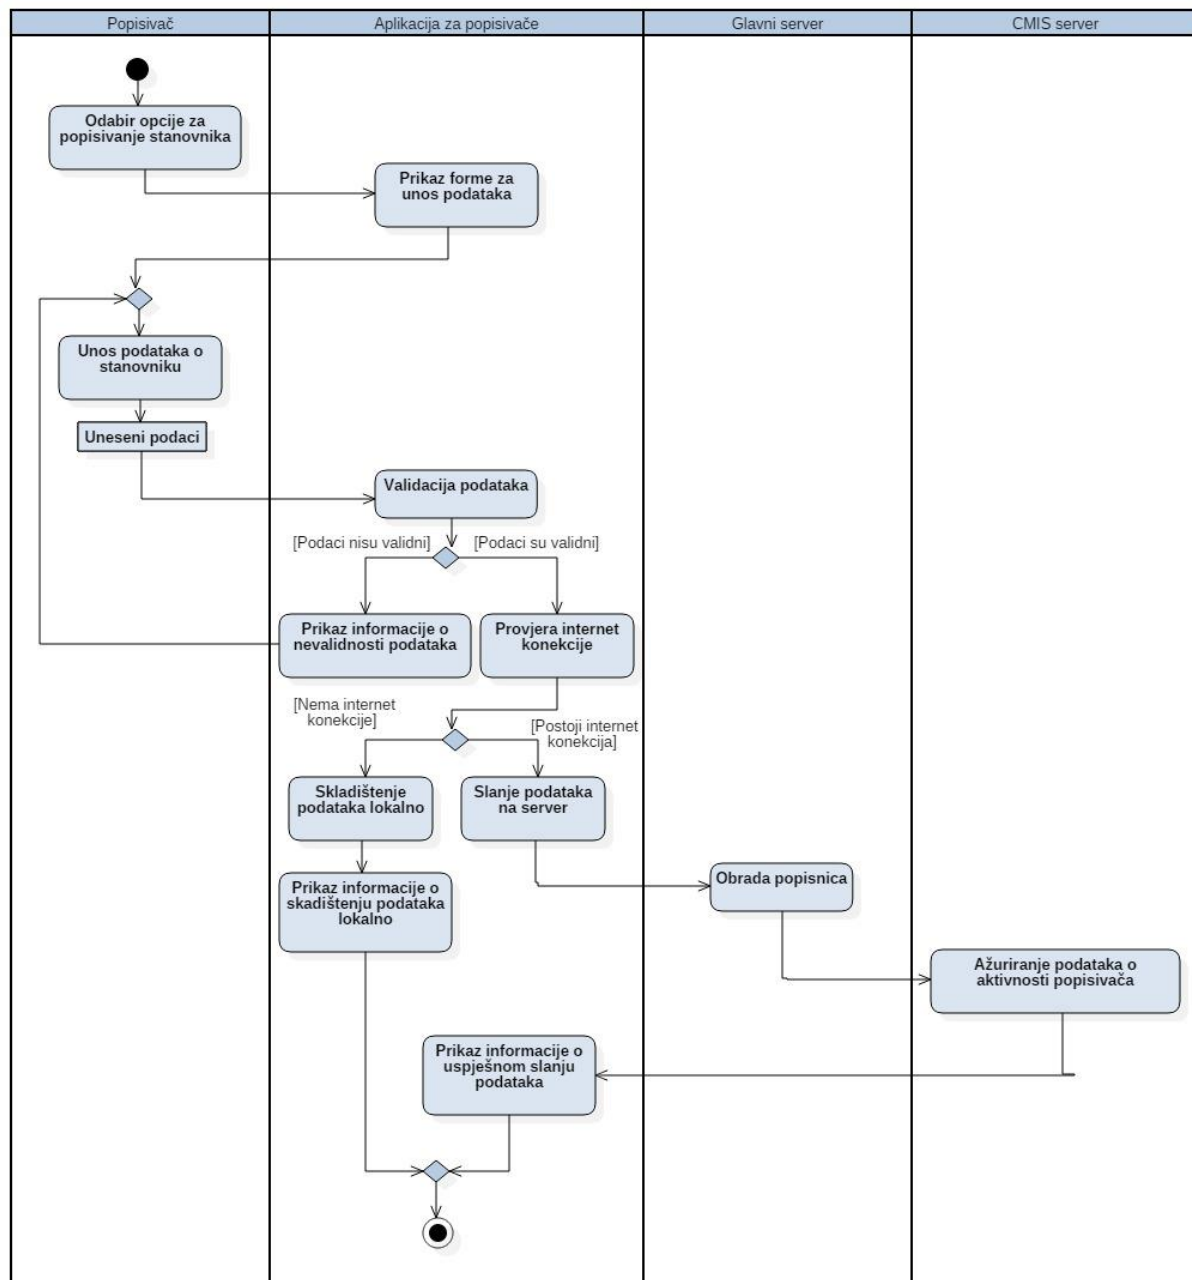 Popisivač
Aplikacija za popisivače
Glavni server
CMIS server
Odabir opcije za
popisivanje stanovnika
Prikaz forme za
unos podataka
Unos podataka o
stanovniku
Uneseni podaci
Validacija podataka
[Podaci nisu validni]
[Podaci su validni]
Prikaz informacije o
nevalidnosti podataka
Provjera internet
konekcije
[Nema internet
konekcije]
[Postoji internet
konekcija]
Skladištenje
podataka lokalno
Slanje podataka
na server
Prikaz informacije o
skadištenju podataka
lokalno
Obrada popisnica
Ažuriranje podataka o
aktivnosti popisivača
Prikaz informacije o
uspješnom slanju
podataka